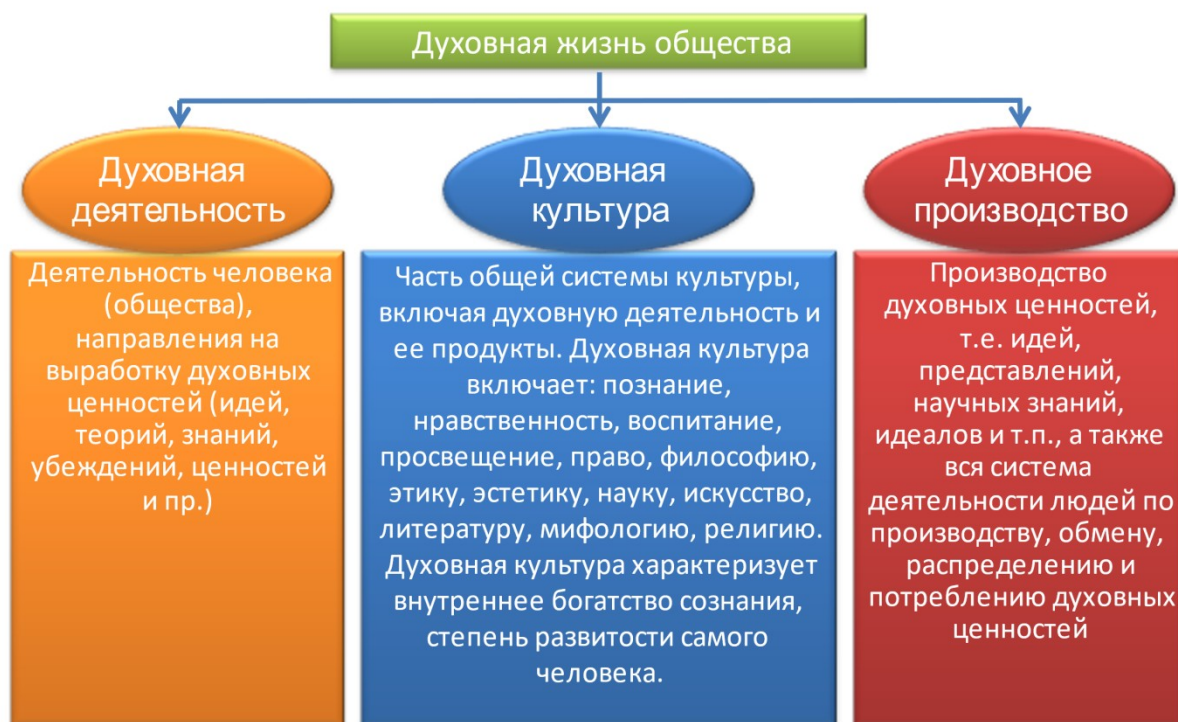 Духовная жизнь общества
Духовная
деятельность
Деятельность человека
(общества),
направления на
выработку духовных
ценностей (идей,
теорий, знаний,
убеждений, ценностей
и пр.)
Духовная
культура
Часть общей системы культуры,
включая духовную деятельность и
ее продукты. Духовная культура
включает: познание,
нравственность, воспитание,
просвещение, право, философию,
этику, эстетику, науку, искусство,
литературу, мифологию, религию.
Духовная культура характеризует
внутреннее богатство сознания,
степень развитости самого
человека.
Духовное
производство
Производство
духовных ценностей,
т.е. идей,
представлений,
научных знаний,
идеалов и т.п., а также
вся система
деятельности людей по
производству, обмену,
распределению и
потреблению духовных
ценностей